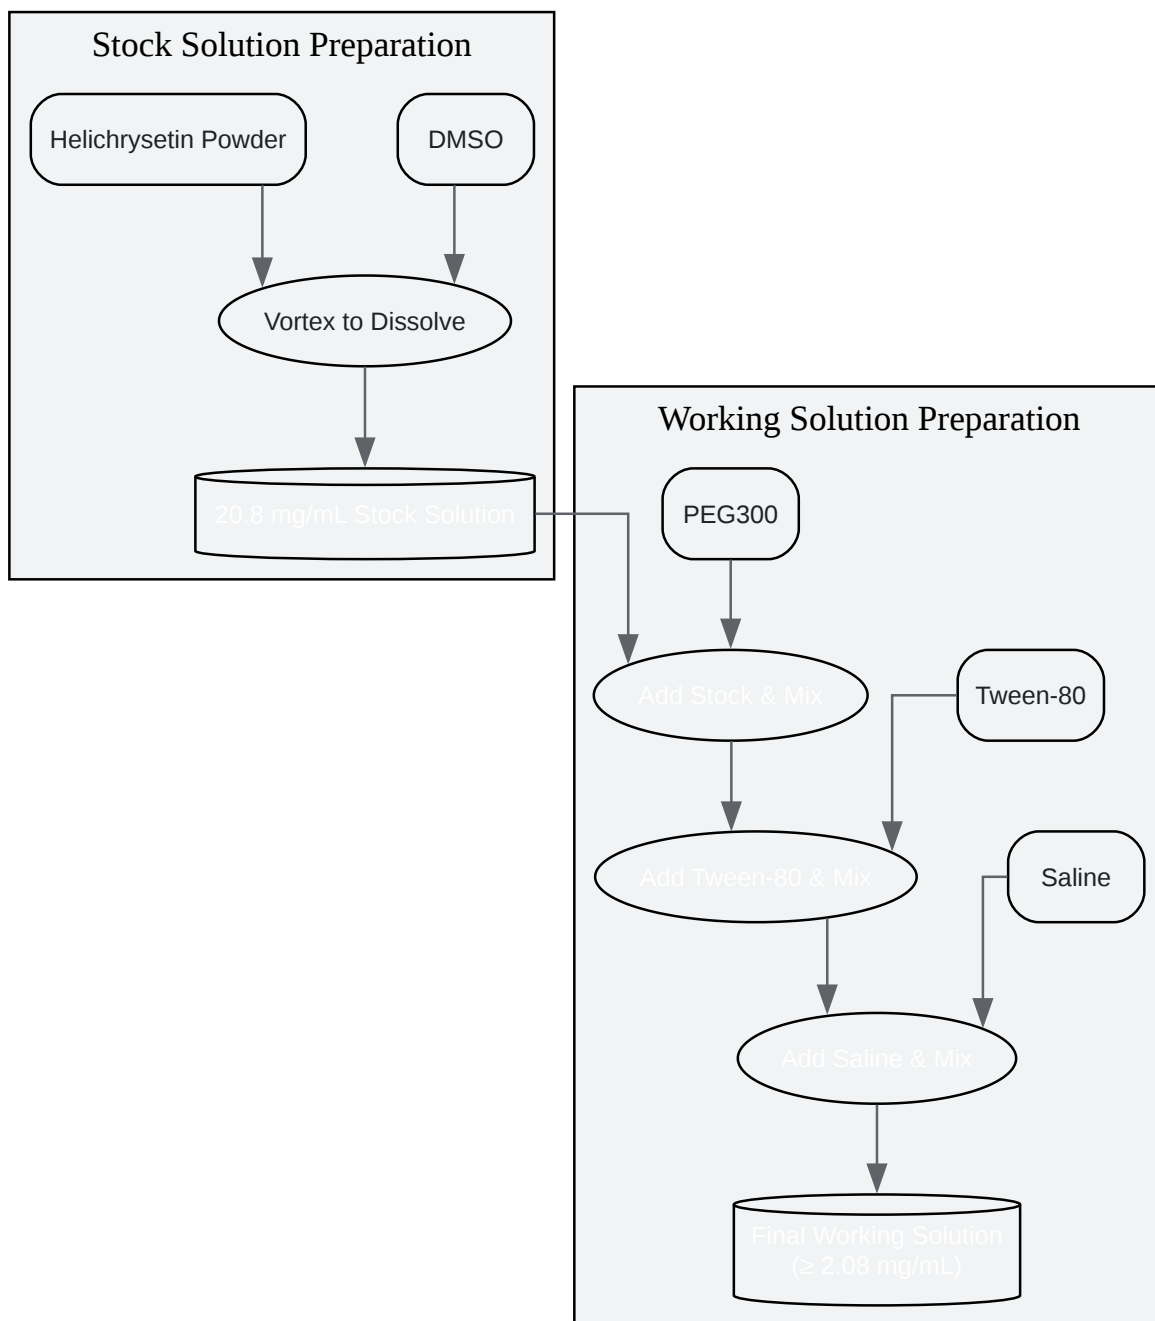 Stock Solution Preparation
Helichrysetin Powder
DMSO
Vortex to Dissolve
20.8 mg/mL Stock Solution
Working Solution Preparation
PEG300
Add Stock & Mix
Tween-80
Add Tween-80 & Mix
Saline
Add Saline & Mix
Final Working Solution
(≥ 2.08 mg/mL)